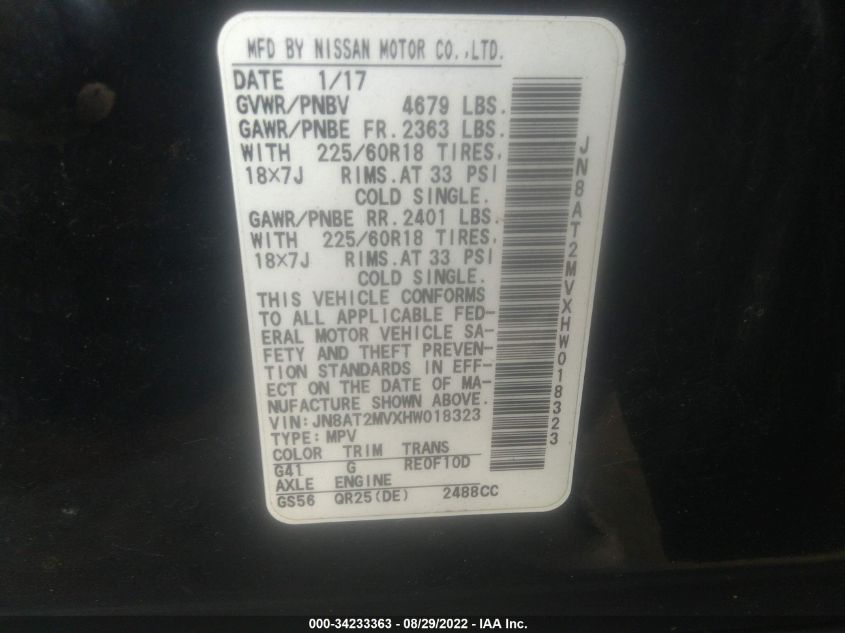 MFD BY NISSAN MOTOR CO.,LTD.
DATE 1/17
GVWR/PNBV 4679 LBS.
GAWR/PNBE FR.2363 LBS.
WITH 225/60R18 TIRES,
18×7J RIMS.AT 33 PSI
COLD SINGLE.
GAWR/PNBE RR.2401 LBS.
WITH 225/60R18 TIRES,
18×7J RIMS.AT 33 PSI
COLD SINGLE.
THIS VEHICLE CONFORMS
TO ALL APPLICABLE FED-
ERAL MOTOR VEHICLE SA-
FETY AND THEFT PREVEN-
TION STANDARDS IN EFF-
ECT ON THE DATE OF MA-
NUFACTURE SHOWN ABOVE.
VIN:JN8AT2MVXHW018323
TYPE:MPV
COLOR TRIM TRANS
G41 G RE0F10D
AXLE ENGINE
GS56 QR25(DE) 2488CC
JN8AT2MVXHW018323
000-34233363 - 08/29/2022 - IAA Inc.